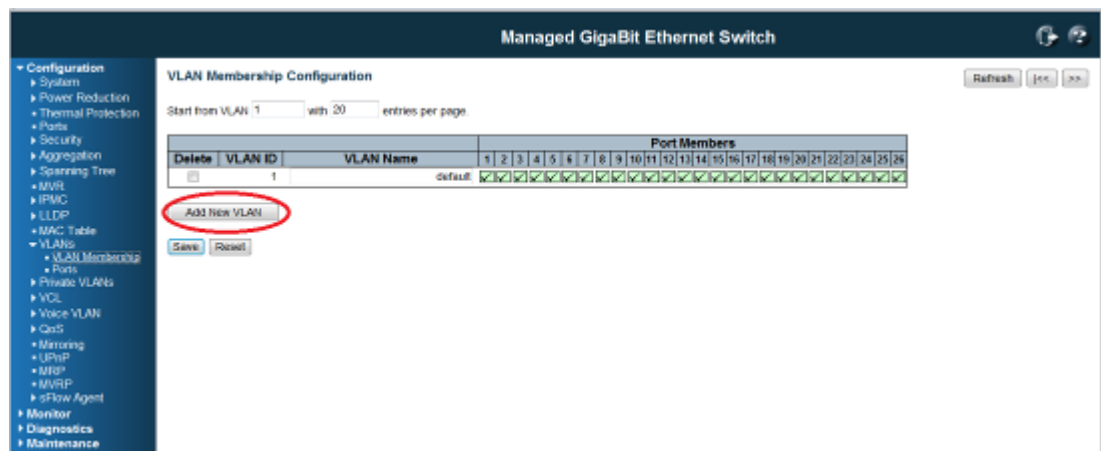 Managed GigaBit Ethernet Switch
Configuration
System
Power Reduction
Thermal Protection
Ports
Security
Aggregation
Spanning Tree
MVR
IPMC
LLDP
MAC Table
VLANs
VLAN Membership
Ports
Private VLANs
VCL
Voice VLAN
QoS
Mirroring
UPnP
MRP
MVRP
sFlow Agent
Monitor
Diagnostics
Maintenance
VLAN Membership Configuration
Refresh |<< >>
Start from VLAN 1 with 20 entries per page.
Port Members
Delete VLAN ID VLAN Name 1 2 3 4 5 6 7 8 9 10 11 12 13 14 15 16 17 18 19 20 21 22 23 24 25 26
1 default
Add New VLAN
Save Reset